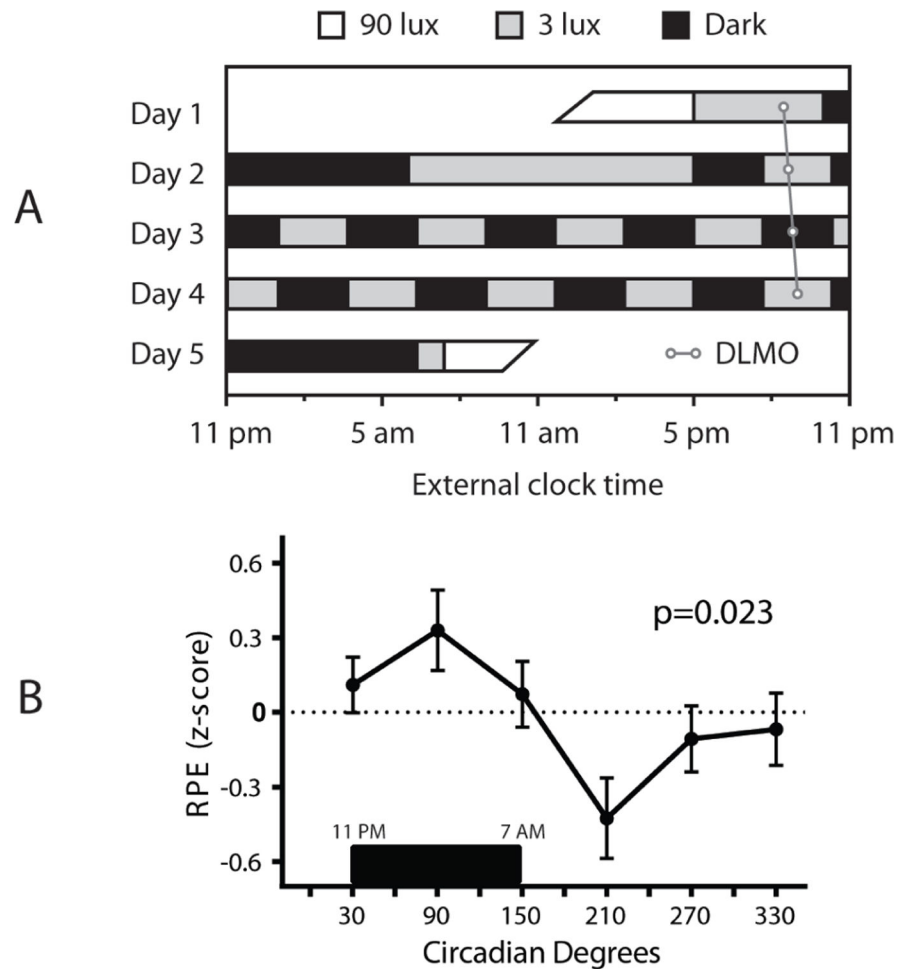 90 lux 3 lux Dark
A
Day 1
Day 2
Day 3
Day 4
Day 5
DLMO
11 pm 5 am 11 am 5 pm 11 pm
External clock time
B
RPE (z-score)
0.6
0.3
0
-0.3
-0.6
p=0.023
11 PM 7 AM
30 90 150 210 270 330
Circadian Degrees